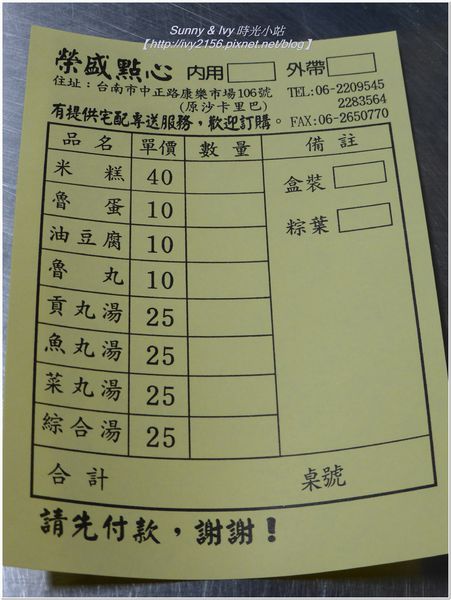 Sunny & Ivy 時光小站
【http://ivy2156.pixnet.net/blog】
榮盛點心 內用 外帶
住址：台南市中正路康樂市場106號 TEL:06-2209545
(原沙卡里巴) 2283564
有提供宅配專送服務，歡迎訂購。FAX:06-2650770
品名 單價 數量 備註
米糕 40 盒裝
魯蛋 10 粽葉
油豆腐 10
魯丸 10
貢丸湯 25
魚丸湯 25
菜丸湯 25
綜合湯 25
合計 桌號
請先付款，謝謝！